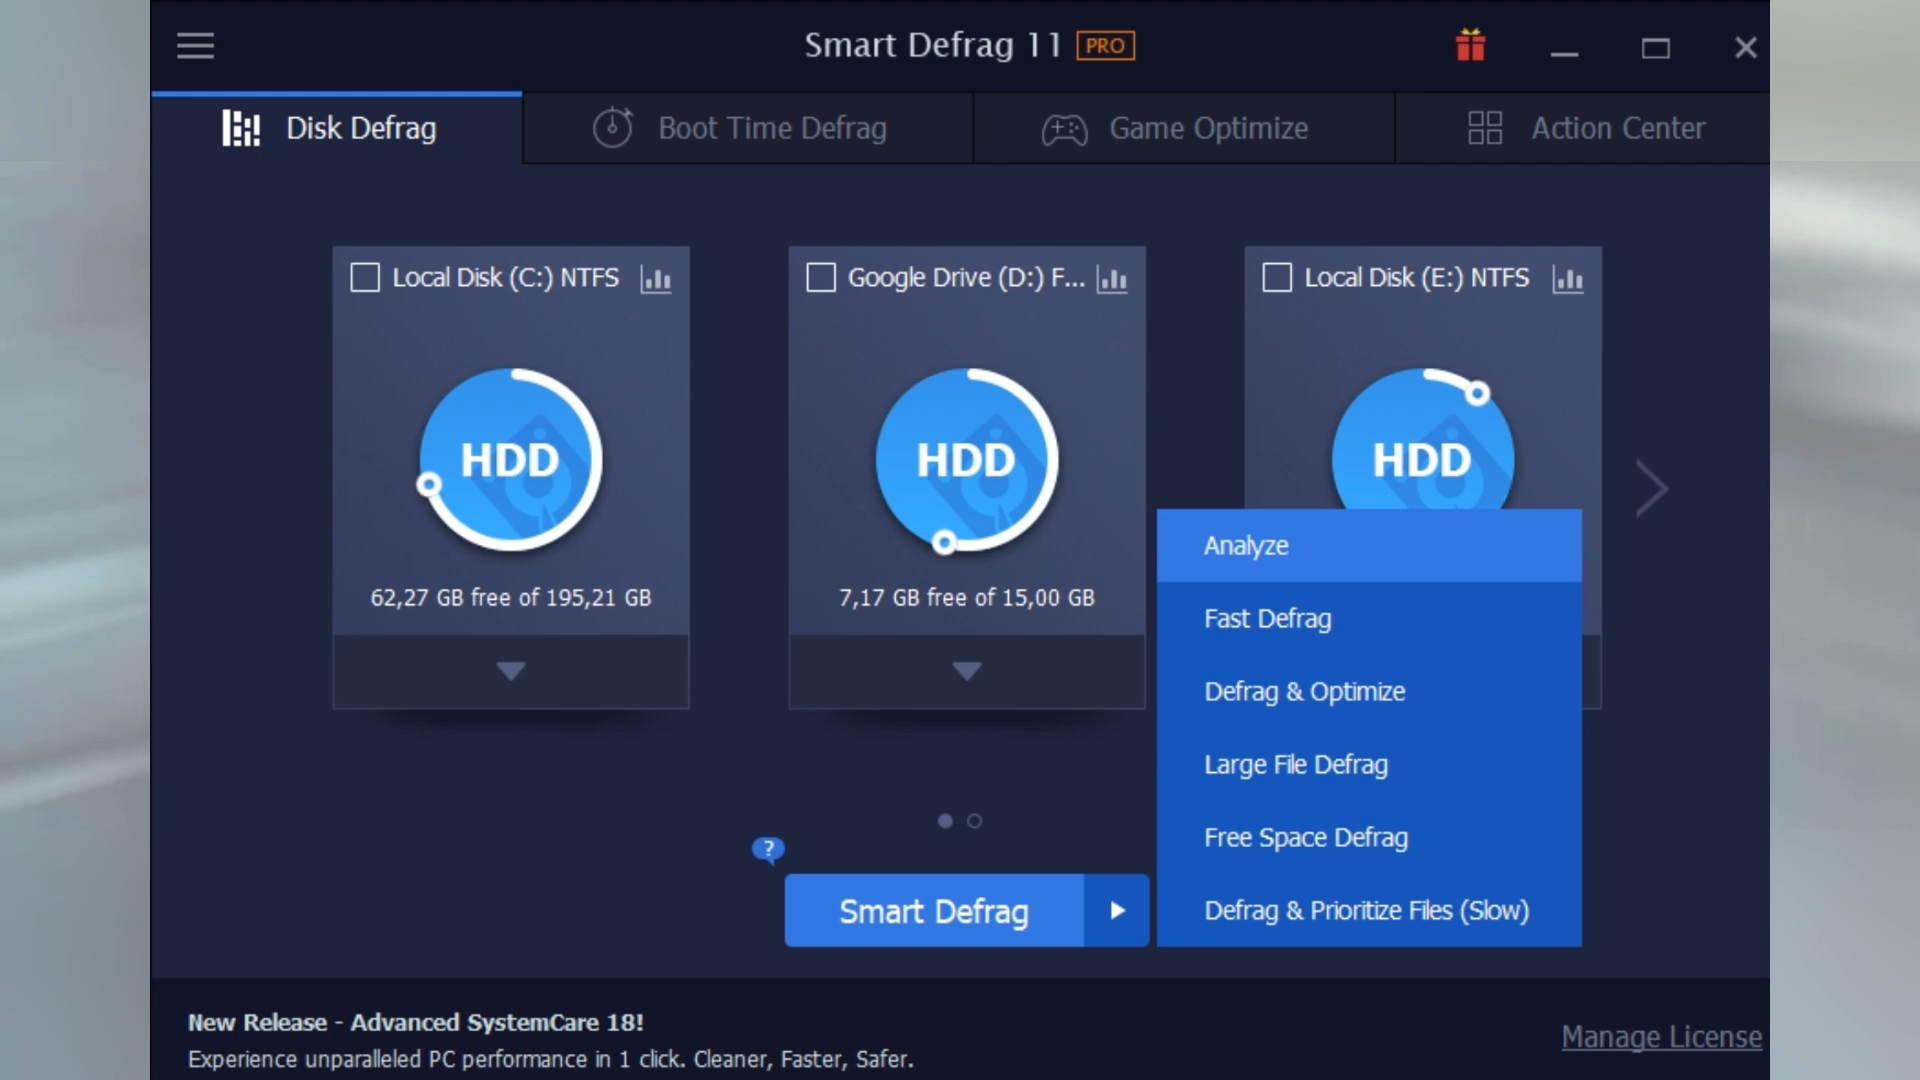 Smart Defrag 11 PRO
Disk Defrag
Boot Time Defrag
Game Optimize
Action Center
Local Disk (C:) NTFS
Google Drive (D:) F...
Local Disk (E:) NTFS
HDD
HDD
HDD
62,27 GB free of 195,21 GB
7,17 GB free of 15,00 GB
Analyze
Fast Defrag
Defrag & Optimize
Large File Defrag
Free Space Defrag
Defrag & Prioritize Files (Slow)
?
Smart Defrag
New Release - Advanced SystemCare 18!
Experience unparalleled PC performance in 1 click. Cleaner, Faster, Safer.
Manage License